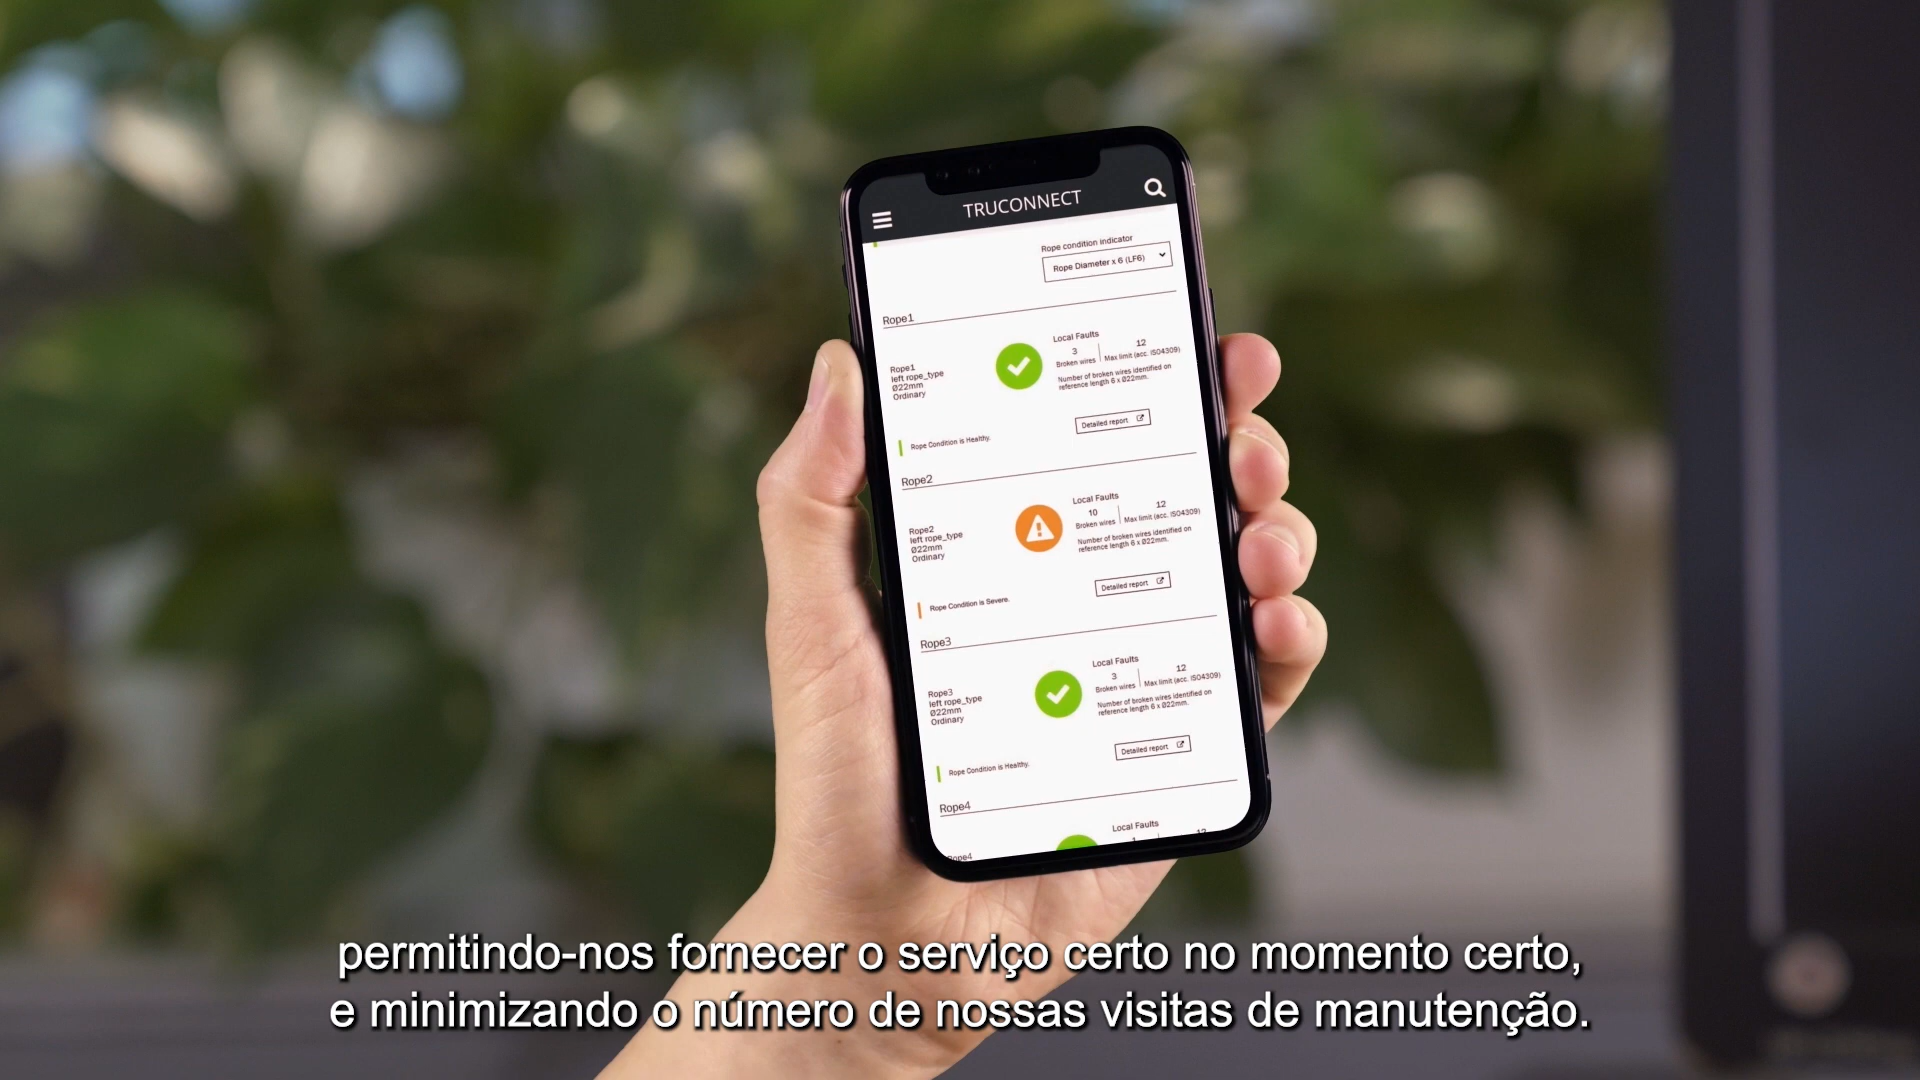 TRUCONNECT
Rope condition indicator
Rope Diameter x 6 (LF6)
Rope1
Rope1
left rope_type
Ø22mm
Ordinary
Local Faults
3
Broken wires
12
Max limit (acc. ISO4309)
Number of broken wires identified on
reference length 6 x Ø22mm.
Detailed report
Rope Condition is Healthy.
Rope2
Rope2
left rope_type
Ø22mm
Ordinary
Local Faults
10
Broken wires
12
Max limit (acc. ISO4309)
Number of broken wires identified on
reference length 6 x Ø22mm.
Detailed report
Rope Condition is Severe.
Rope3
Rope3
left rope_type
Ø22mm
Ordinary
Local Faults
3
Broken wires
12
Max limit (acc. ISO4309)
Number of broken wires identified on
reference length 6 x Ø22mm.
Detailed report
Rope Condition is Healthy.
Rope4
Rope4
Local Faults
12
permitindo-nos fornecer o serviço certo no momento certo,
e minimizando o número de nossas visitas de manutenção.